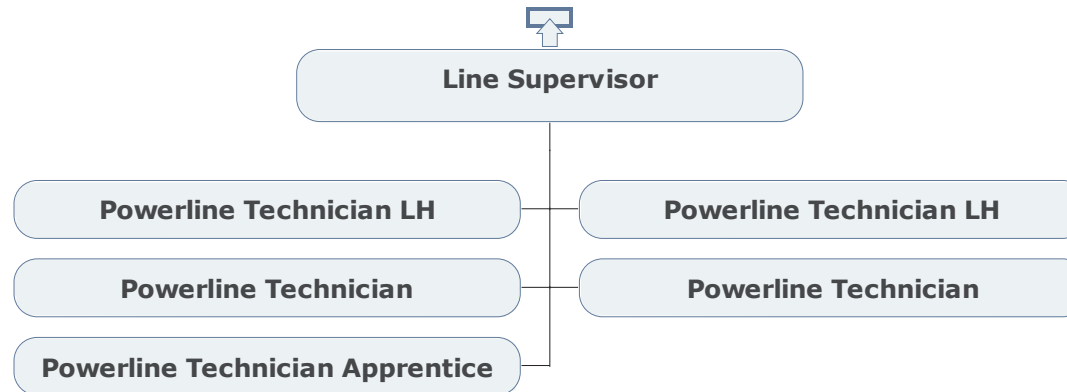 Line Supervisor
Powerline Technician LH
Powerline Technician LH
Powerline Technician
Powerline Technician
Powerline Technician Apprentice